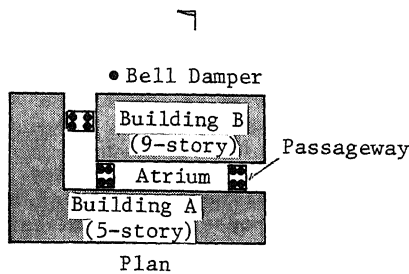 Bell Damper
Building B
(9-story)
Passageway
Atrium
Building A
(5-story)
Plan